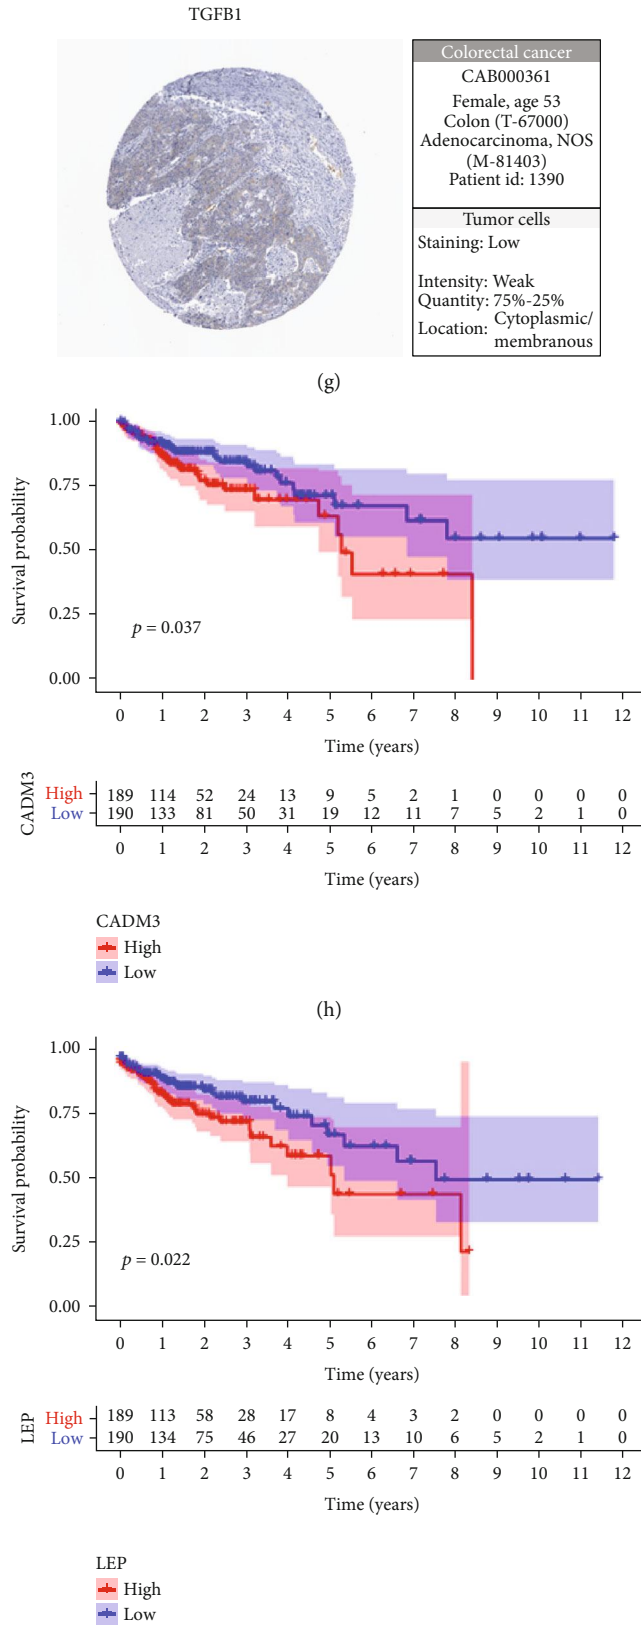 TGFB1
Colorectal cancer
CAB000361
Female, age 53
Colon (T-67000)
Adenocarcinoma, NOS
(M-81403)
Patient id: 1390
Tumor cells
Staining: Low
Intensity: Weak
Quantity: 75%-25%
Location: Cytoplasmic/
membranous
(g)
1.00
0.75
0.50
0.25
0.00
Survival probability
p = 0.037
0 1 2 3 4 5 6 7 8 9 10 11 12
Time (years)
CADM3
High 189 114 52 24 13 9 5 2 1 0 0 0 0
Low 190 133 81 50 31 19 12 11 7 5 2 1 0
0 1 2 3 4 5 6 7 8 9 10 11 12
Time (years)
CADM3
High
Low
(h)
1.00
0.75
0.50
0.25
0.00
Survival probability
p = 0.022
0 1 2 3 4 5 6 7 8 9 10 11 12
Time (years)
LEP
High 189 113 58 28 17 8 4 3 2 0 0 0 0
Low 190 134 75 46 27 20 13 10 6 5 2 1 0
0 1 2 3 4 5 6 7 8 9 10 11 12
Time (years)
LEP
High
Low